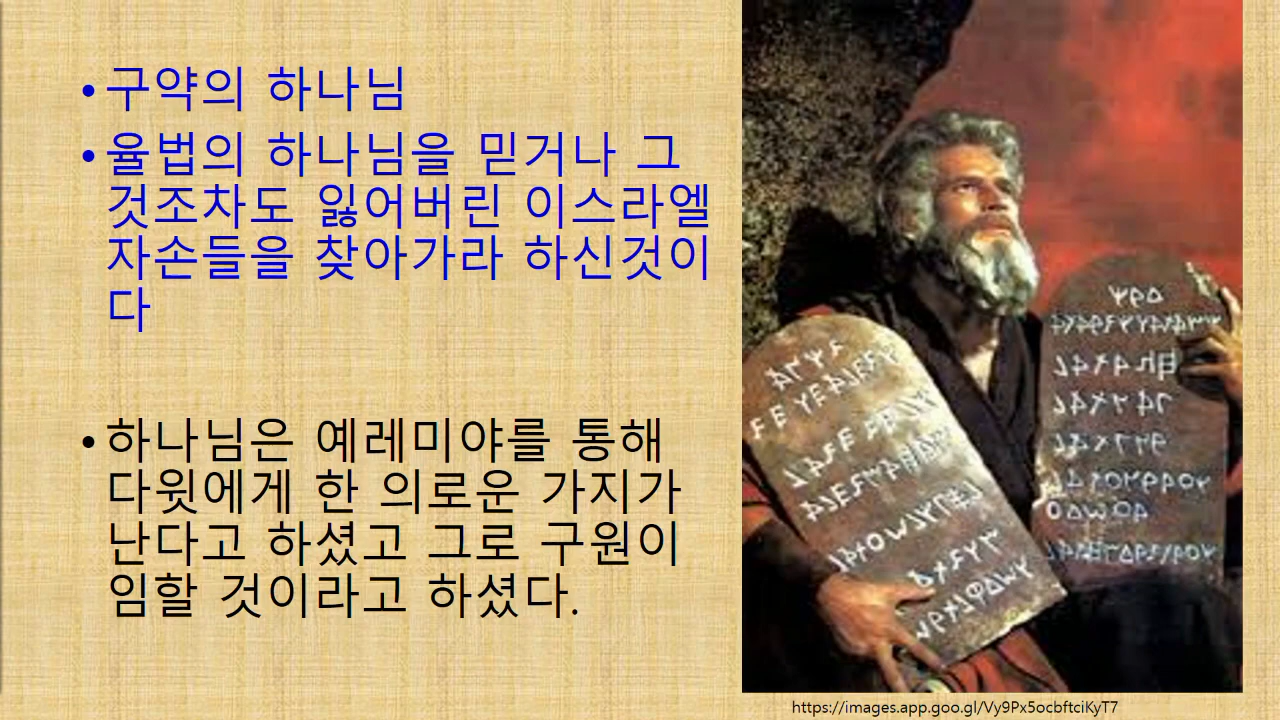 • 구약의 하나님
• 율법의 하나님을 믿거나 그
것조차도 잃어버린 이스라엘
자손들을 찾아가라 하신것이
다
• 하나님은 예레미야를 통해
다윗에게 한 의로운 가지가
난다고 하셨고 그로 구원이
임할 것이라고 하셨다.
https://images.app.goo.gl/Vy9Px5ocbftciKyT7